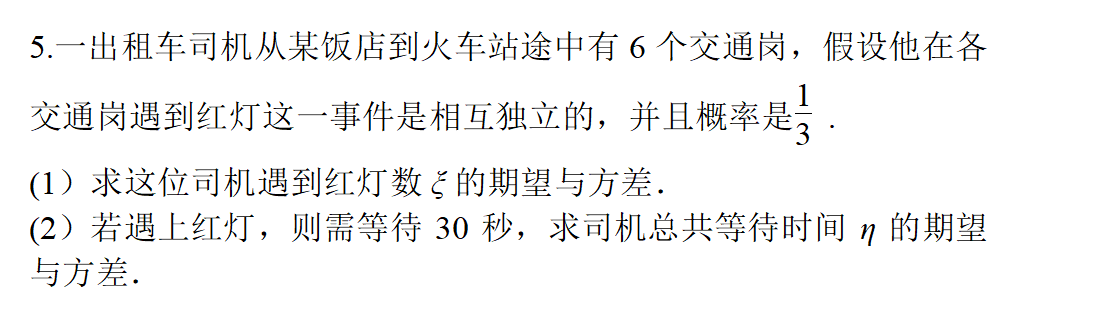 5.一出租车司机从某饭店到火车站途中有 6 个交通岗，假设他在各
交通岗遇到红灯这一事件是相互独立的，并且概率是1/3 .
(1）求这位司机遇到红灯数ξ的期望与方差．
(2）若遇上红灯，则需等待 30 秒，求司机总共等待时间 η 的期望
与方差．